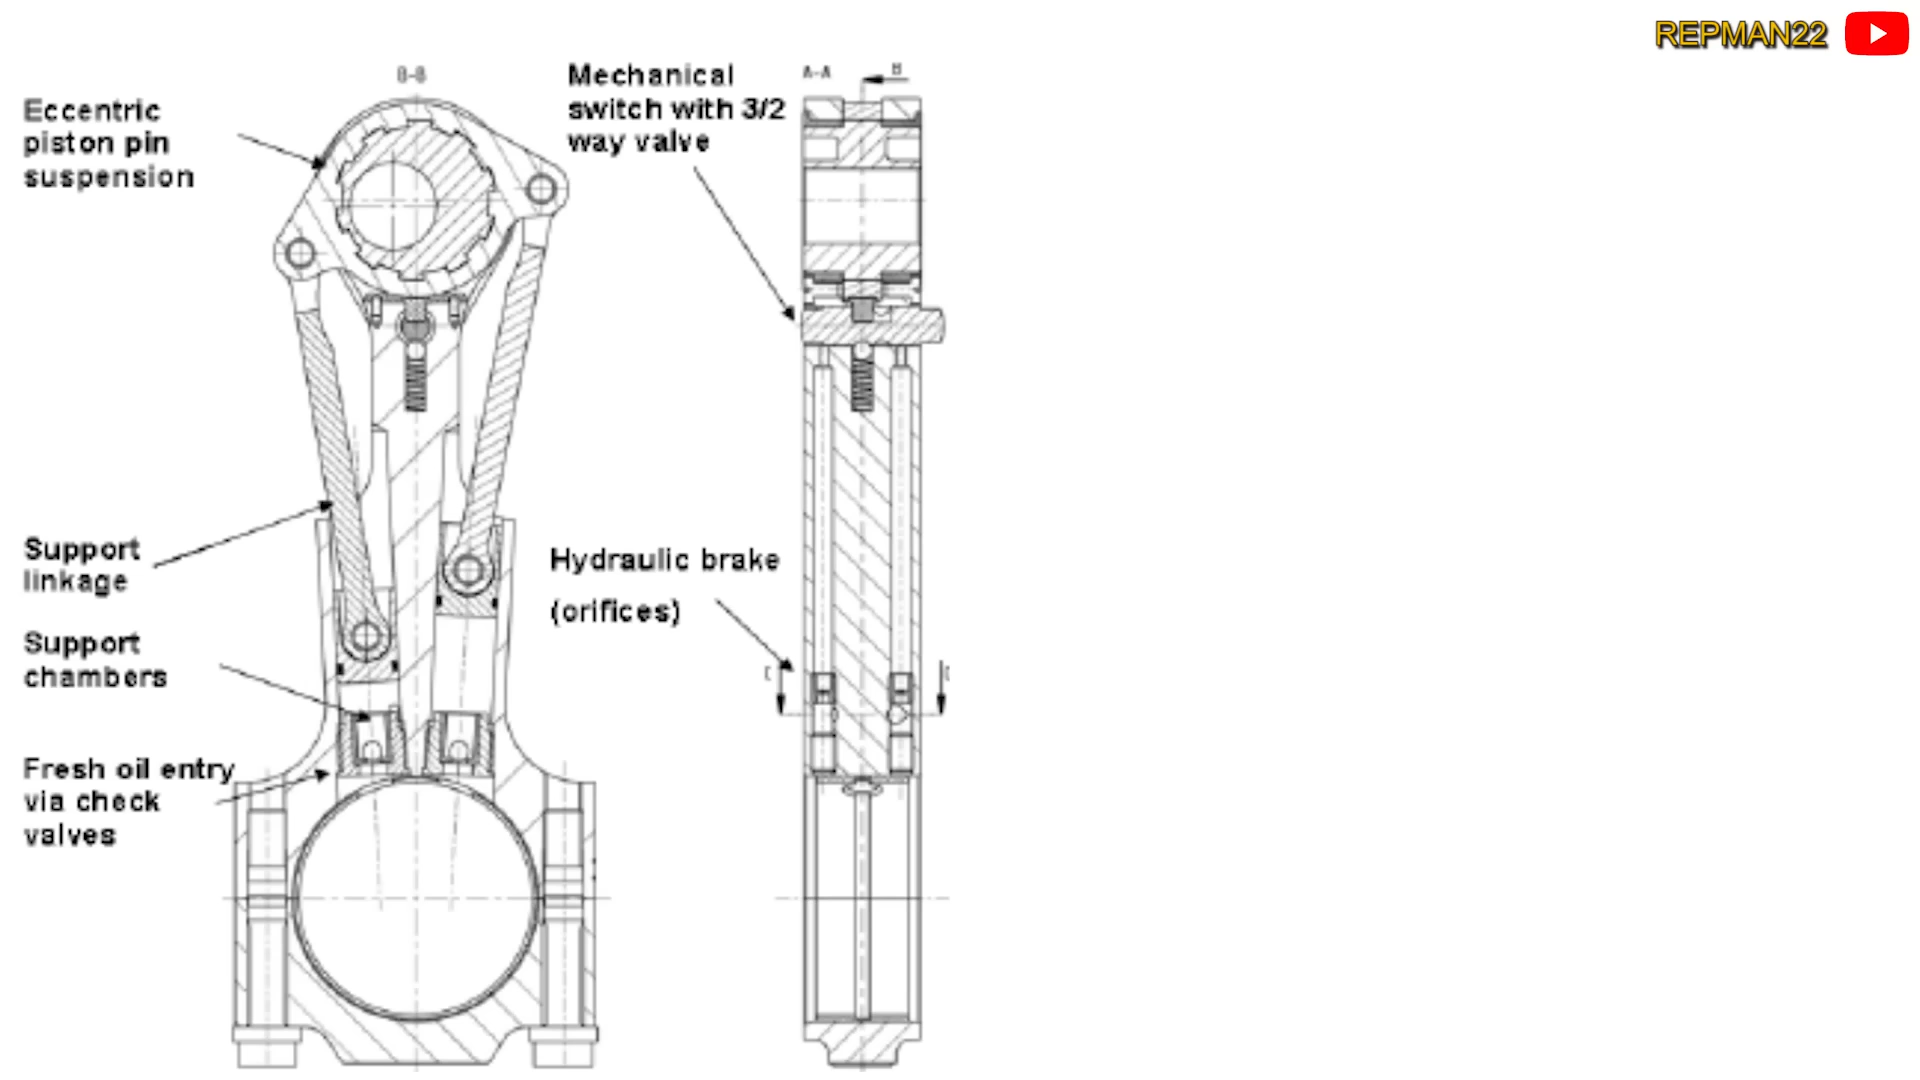 REPMAN22
B-B
Mechanical
switch with 3/2
way valve
A-A
B
Eccentric
piston pin
suspension
Support
linkage
Hydraulic brake
(orifices)
Support
chambers
Fresh oil entry
via check
valves